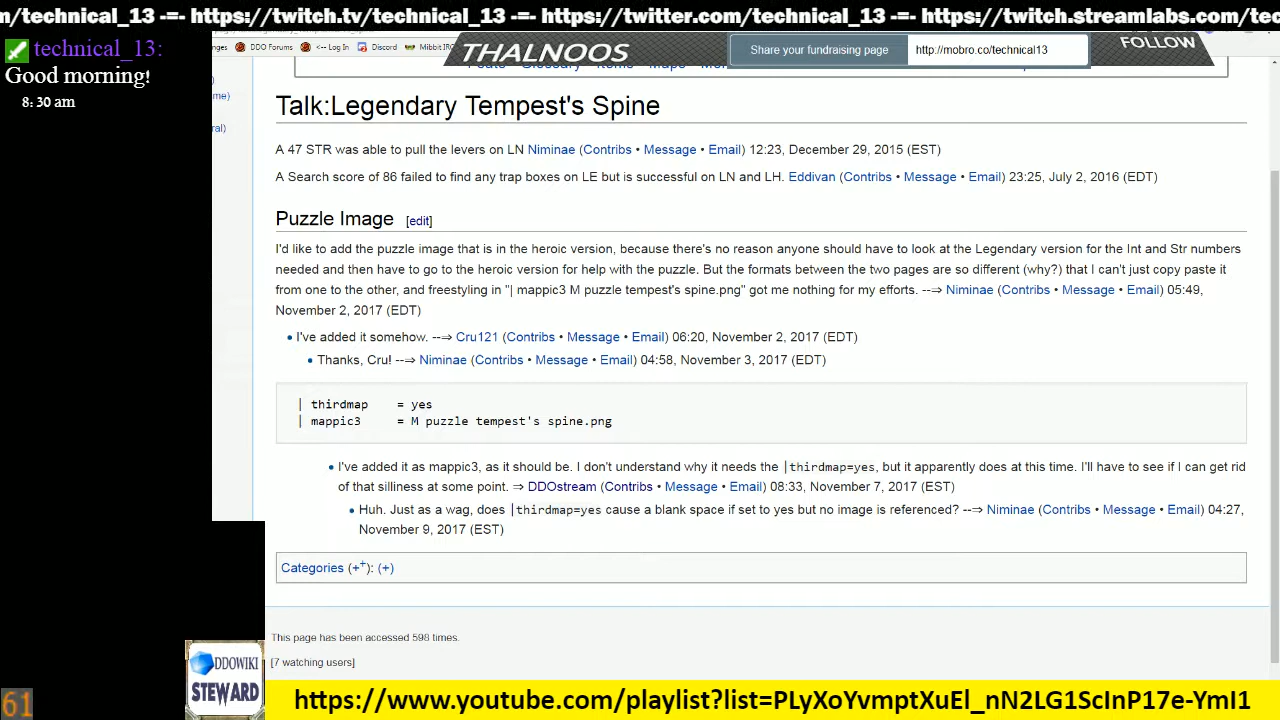 m/technical_13 -=- https://twitch.tv/technical_13 -=- https://twitter.com/technical_13 -=- https://twitch.streamlabs.com/tec
technical_13:
Good morning!
8:30 am
nges DDO Forums <-- Log In Discord Mibbit IRC
THALNOOS
Share your fundraising page http://mobro.co/technical13
FOLLOW
me)
ral)
Talk:Legendary Tempest's Spine
A 47 STR was able to pull the levers on LN Niminae (Contribs • Message • Email) 12:23, December 29, 2015 (EST)
A Search score of 86 failed to find any trap boxes on LE but is successful on LN and LH. Eddivan (Contribs • Message • Email) 23:25, July 2, 2016 (EDT)
Puzzle Image [edit]
I'd like to add the puzzle image that is in the heroic version, because there's no reason anyone should have to look at the Legendary version for the Int and Str numbers
needed and then have to go to the heroic version for help with the puzzle. But the formats between the two pages are so different (why?) that I can't just copy paste it
from one to the other, and freestyling in "| mappic3 M puzzle tempest's spine.png" got me nothing for my efforts. --⇒ Niminae (Contribs • Message • Email) 05:49,
November 2, 2017 (EDT)
• I've added it somehow. --⇒ Cru121 (Contribs • Message • Email) 06:20, November 2, 2017 (EDT)
• Thanks, Cru! --⇒ Niminae (Contribs • Message • Email) 04:58, November 3, 2017 (EDT)
| thirdmap = yes
| mappic3 = M puzzle tempest's spine.png
• I've added it as mappic3, as it should be. I don't understand why it needs the |thirdmap=yes, but it apparently does at this time. I'll have to see if I can get rid
of that silliness at some point. ⇒ DDOstream (Contribs • Message • Email) 08:33, November 7, 2017 (EST)
• Huh. Just as a wag, does |thirdmap=yes cause a blank space if set to yes but no image is referenced? --⇒ Niminae (Contribs • Message • Email) 04:27,
November 9, 2017 (EST)
Categories (++): (+)
This page has been accessed 598 times.
[7 watching users]
DDOWIKI
STEWARD
61
https://www.youtube.com/playlist?list=PLyXoYvmptXuEl_nN2LG1ScInP17e-YmI1